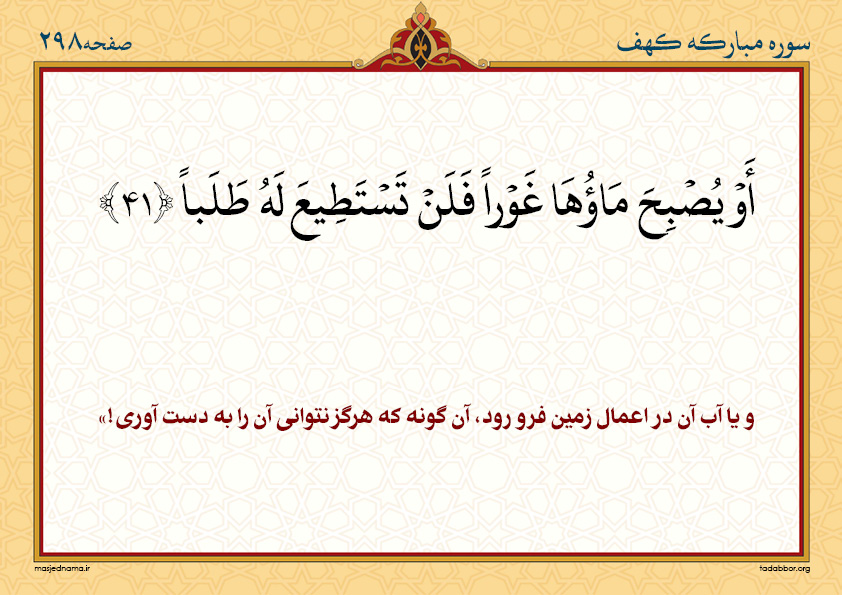 سوره مبارکه کهف
صفحه۲۹۸
أَوْ يُصْبِحَ مَاؤُهَا غَوْراً فَلَنْ تَسْتَطِيعَ لَهُ طَلَباً ﴿۴۱﴾
و یا آب آن در اعمال زمین فرو رود، آن گونه که هرگز نتوانی آن را به دست آوری!»
masjednama.ir
tadabbor.org